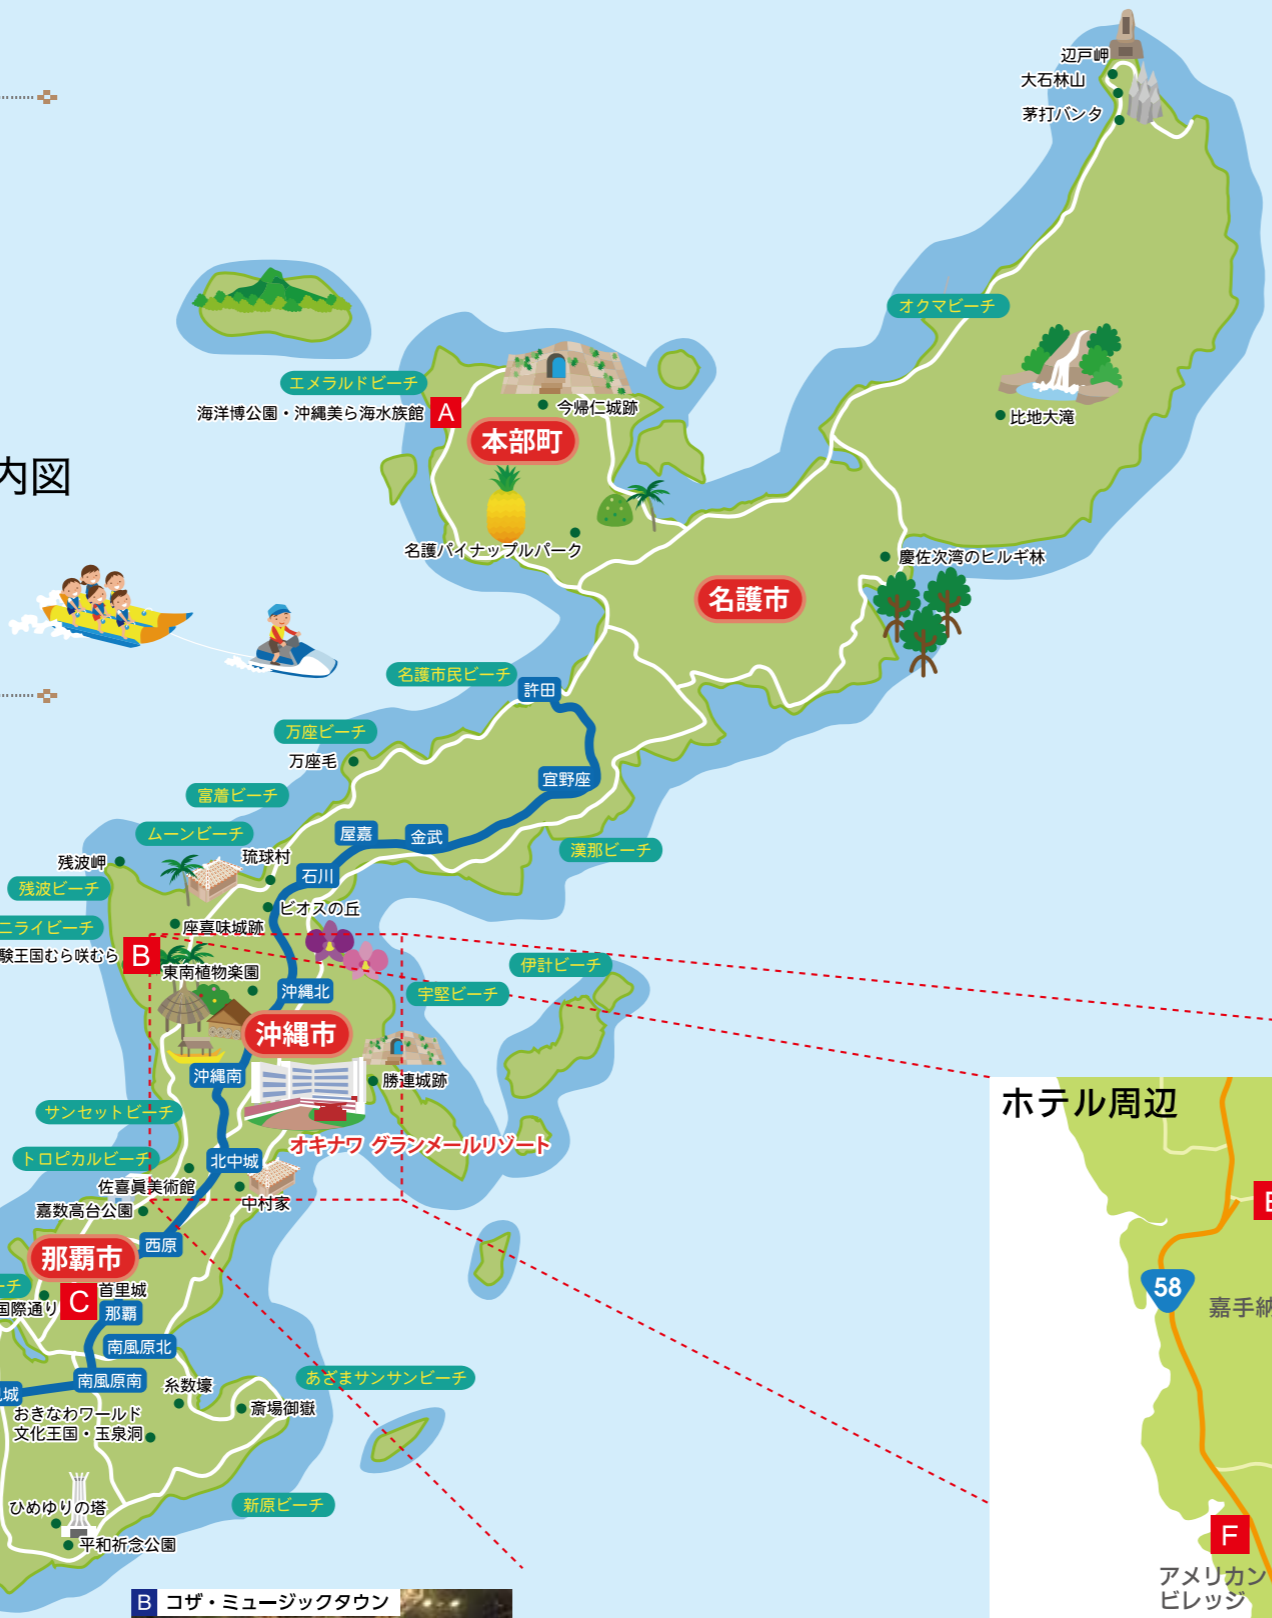 辺戸岬
大石林山
茅打バンタ
オクマビーチ
エメラルドビーチ
海洋博公園・沖縄美ら海水族館
A
今帰仁城跡
本部町
比地大滝
内図
名護パイナップルパーク
慶佐次湾のヒルギ林
名護市
名護市民ビーチ
許田
万座ビーチ
万座毛
宜野座
富着ビーチ
ムーンビーチ
屋嘉
金武
漢那ビーチ
残波岬
琉球村
石川
残波ビーチ
ビオスの丘
ニライビーチ
座喜味城跡
験王国むら咲むら
B
東南植物楽園
伊計ビーチ
沖縄北
宇堅ビーチ
沖縄市
沖縄南
勝連城跡
ホテル周辺
サンセットビーチ
オキナワ グランメールリゾート
トロピカルビーチ
北中城
佐喜眞美術館
中村家
嘉数高台公園
西原
那覇市
ーチ
首里城
国際通り
C
那覇
58
嘉手納
南風原北
南風原南
城
糸数壕
あざまサンサンビーチ
斎場御嶽
おきなわワールド
文化王国・玉泉洞
新原ビーチ
ひめゆりの塔
平和祈念公園
F
アメリカン
ビレッジ
B コザ・ミュージックタウン